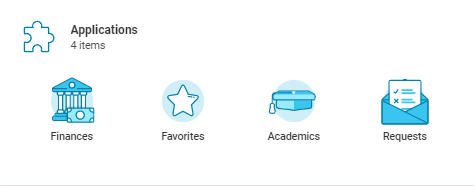 Applications
4 items
Finances Favorites Academics Requests